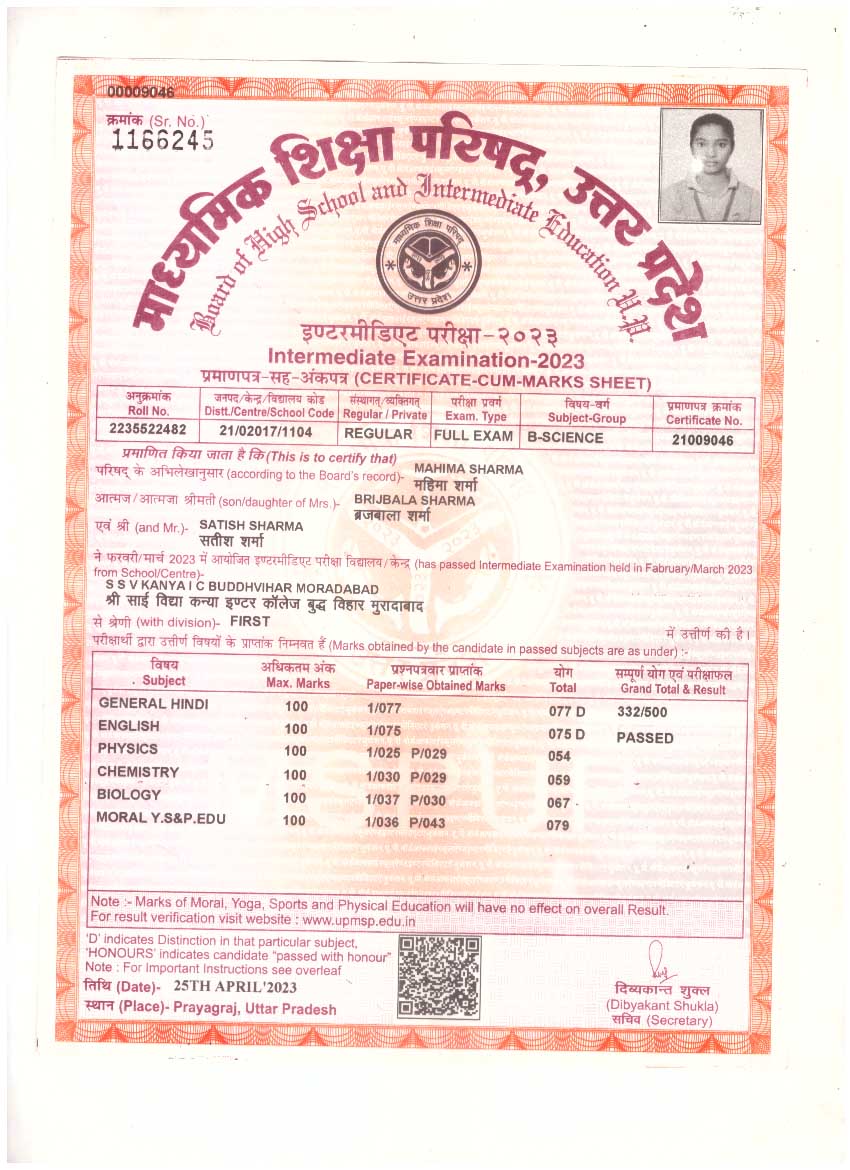 00009046
क्रमांक (Sr. No.)
1166245
माध्यमिक शिक्षा परिषद्, उत्तर प्रदेश
Board of High School and Intermediate Education U.P.
माध्यमिक शिक्षा परिषद्
उत्तर प्रदेश
इण्टरमीडिएट परीक्षा-२०२३
Intermediate Examination-2023
प्रमाणपत्र-सह-अंकपत्र (CERTIFICATE-CUM-MARKS SHEET)
अनुक्रमांक जनपद/केन्द्र/विद्यालय कोड संस्थागत/व्यक्तिगत परीक्षा प्रवर्ग विषय-वर्ग प्रमाणपत्र क्रमांक
Roll No. Distt./Centre/School Code Regular / Private Exam. Type Subject-Group Certificate No.
2235522482 21/02017/1104 REGULAR FULL EXAM B-SCIENCE 21009046
प्रमाणित किया जाता है कि(This is to certify that)
परिषद् के अभिलेखानुसार (according to the Board's record)- MAHIMA SHARMA
महिमा शर्मा
आत्मज/आत्मजा श्रीमती (son/daughter of Mrs.)- BRIJBALA SHARMA
ब्रजबाला शर्मा
एवं श्री (and Mr.)- SATISH SHARMA
सतीश शर्मा
ने फरवरी/मार्च 2023 में आयोजित इण्टरमीडिएट परीक्षा विद्यालय/केन्द्र (has passed Intermediate Examination held in Fabruary/March 2023
from School/Centre)-
S S V KANYA I C BUDDHVIHAR MORADABAD
श्री साई विद्या कन्या इण्टर कॉलेज बुद्ध विहार मुरादाबाद
से श्रेणी (with division)- FIRST में उत्तीर्ण की है।
परीक्षार्थी द्वारा उत्तीर्ण विषयों के प्राप्तांक निम्नवत हैं (Marks obtained by the candidate in passed subjects are as under) :-
विषय अधिकतम अंक प्रश्नपत्रवार प्राप्तांक योग सम्पूर्ण योग एवं परीक्षाफल
Subject Max. Marks Paper-wise Obtained Marks Total Grand Total & Result
GENERAL HINDI 100 1/077 077 D 332/500
ENGLISH 100 1/075 075 D PASSED
PHYSICS 100 1/025 P/029 054
CHEMISTRY 100 1/030 P/029 059
BIOLOGY 100 1/037 P/030 067
MORAL Y.S&P.EDU 100 1/036 P/043 079
Note :- Marks of Moral, Yoga, Sports and Physical Education will have no effect on overall Result.
For result verification visit website : www.upmsp.edu.in
'D' indicates Distinction in that particular subject,
'HONOURS' indicates candidate "passed with honour"
Note : For Important Instructions see overleaf
तिथि (Date)- 25TH APRIL'2023
स्थान (Place)- Prayagraj, Uttar Pradesh
दिब्यकान्त शुक्ल
(Dibyakant Shukla)
सचिव (Secretary)